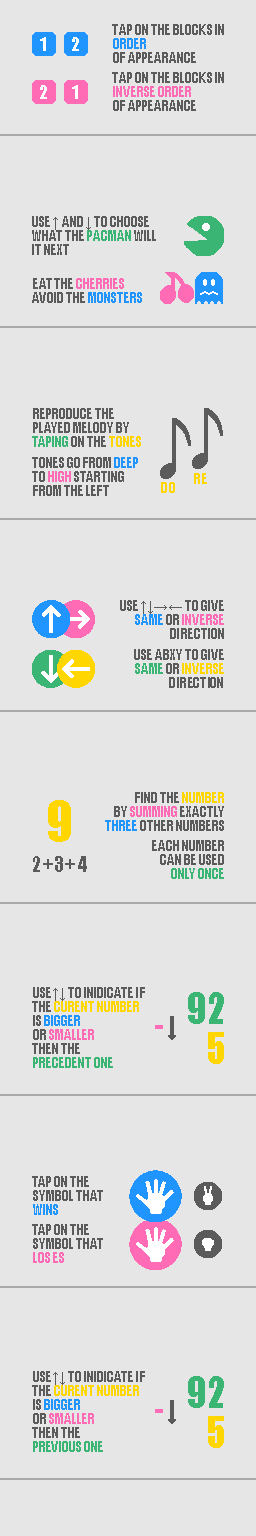 1 2
TAP ON THE BLOCKS IN
ORDER
OF APPEARANCE
2 1
TAP ON THE BLOCKS IN
INVERSE ORDER
OF APPEARANCE
USE ↑ AND ↓ TO CHOOSE
WHAT THE PACMAN WILL
IT NEXT
EAT THE CHERRIES
AVOID THE MONSTERS
REPRODUCE THE
PLAYED MELODY BY
TAPING ON THE TONES
TONES GO FROM DEEP
TO HIGH STARTING
FROM THE LEFT
DO
RE
USE ↑↓→← TO GIVE
SAME OR INVERSE
DIRECTION
USE ABXY TO GIVE
SAME OR INVERSE
DIRECTION
9
2+3+4
FIND THE NUMBER
BY SUMMING EXACTLY
THREE OTHER NUMBERS
EACH NUMBER
CAN BE USED
ONLY ONCE
USE ↑↓ TO INIDICATE IF
THE CURENT NUMBER
IS BIGGER
OR SMALLER
THEN THE
PRECEDENT ONE
-↓
92
5
TAP ON THE
SYMBOL THAT
WINS
TAP ON THE
SYMBOL THAT
LOSES
USE ↑↓ TO INIDICATE IF
THE CURENT NUMBER
IS BIGGER
OR SMALLER
THEN THE
PREVIOUS ONE
-↓
92
5